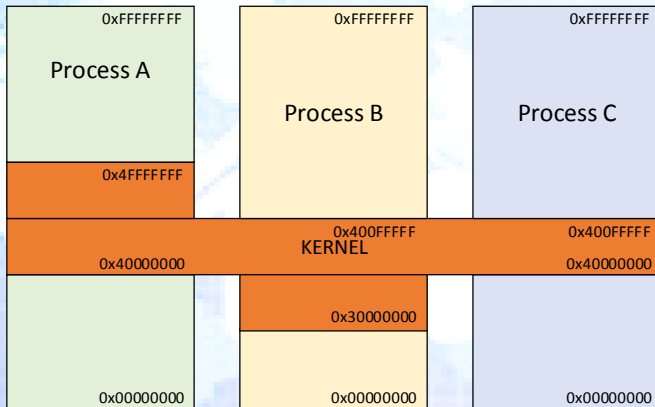 0xFFFFFFFF
0xFFFFFFFF
0xFFFFFFFF
Process A
Process B
Process C
0x4FFFFFFF
0x400FFFFF
0x400FFFFF
KERNEL
0x40000000
0x40000000
0x30000000
0x00000000
0x00000000
0x00000000